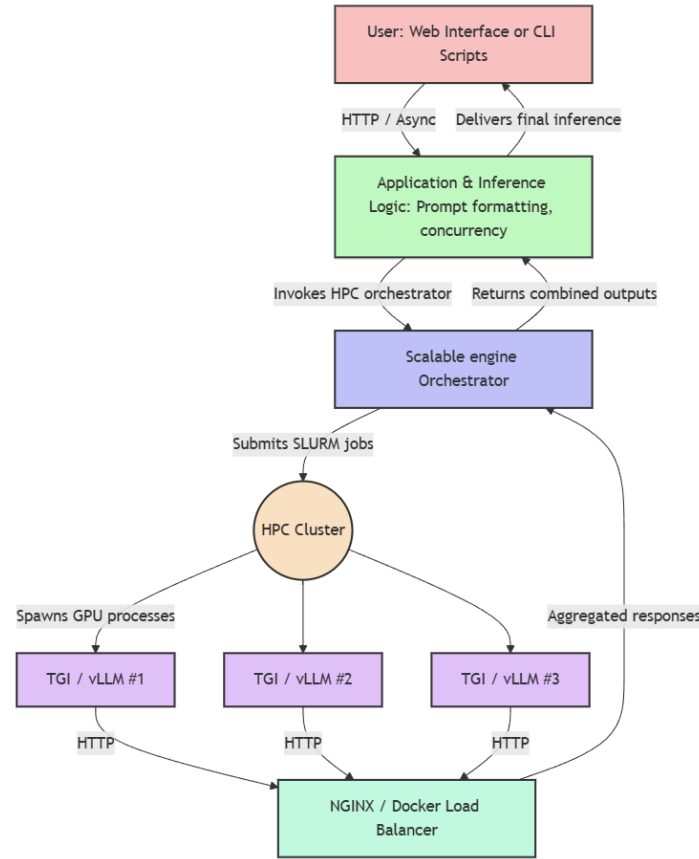 User: Web Interface or CLI
Scripts
HTTP / Async
Delivers final inference
Application & Inference
Logic: Prompt formatting,
concurrency
Invokes HPC orchestrator
Returns combined outputs
Scalable engine
Orchestrator
Submits SLURM jobs
HPC Cluster
Spawns GPU processes
Aggregated responses
TGI / vLLM #1
TGI / vLLM #2
TGI / vLLM #3
HTTP
HTTP
HTTP
NGINX / Docker Load
Balancer